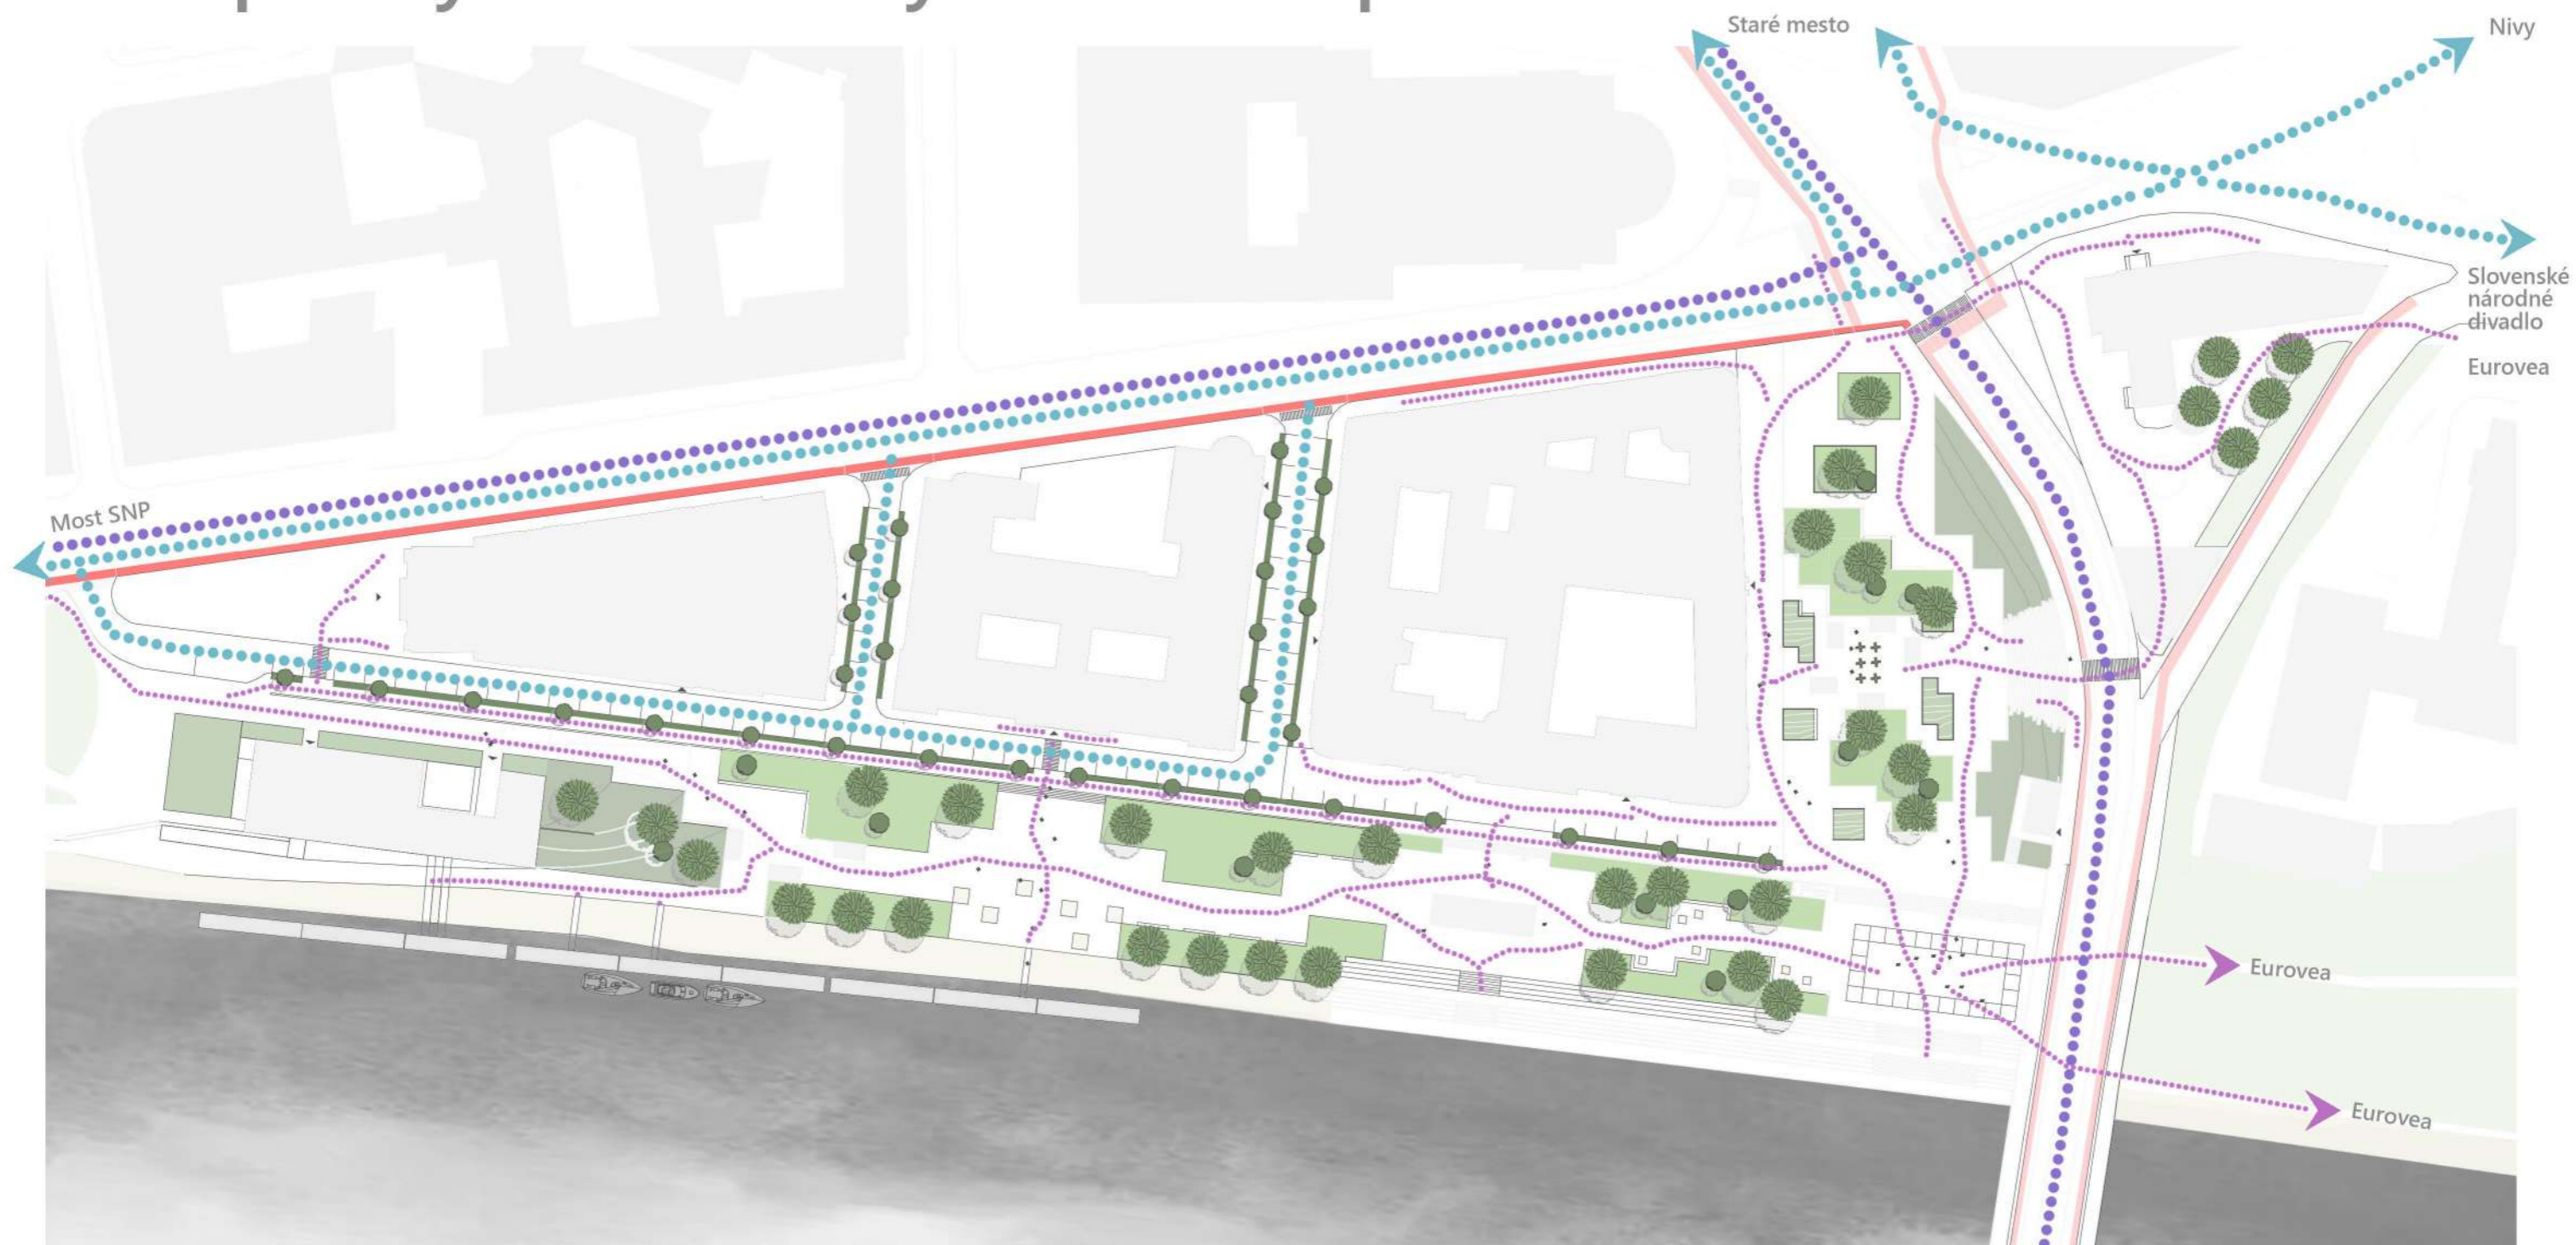 Staré mesto
Nivy
Slovenské
národné
divadlo
Eurovea
Most SNP
Eurovea
Eurovea